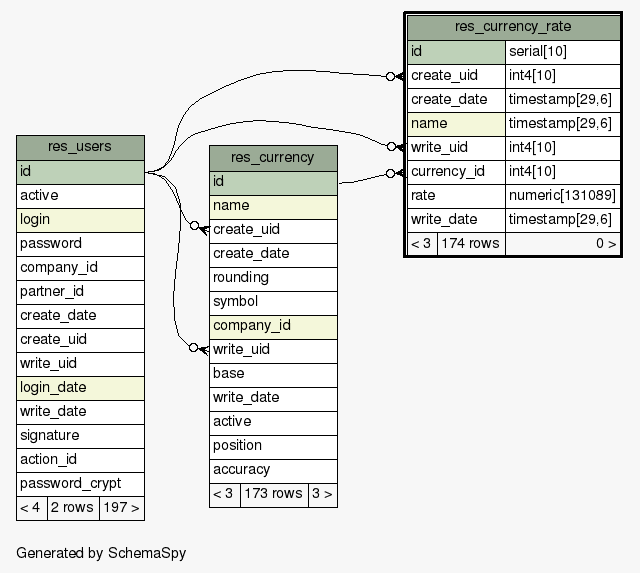 res_currency_rate
id serial[10]
create_uid int4[10]
create_date timestamp[29,6]
name timestamp[29,6]
write_uid int4[10]
currency_id int4[10]
rate numeric[131089]
write_date timestamp[29,6]
< 3 174 rows 0 >
res_users
id
active
login
password
company_id
partner_id
create_date
create_uid
write_uid
login_date
write_date
signature
action_id
password_crypt
< 4 2 rows 197 >
res_currency
id
name
create_uid
create_date
rounding
symbol
company_id
write_uid
base
write_date
active
position
accuracy
< 3 173 rows 3 >
Generated by SchemaSpy